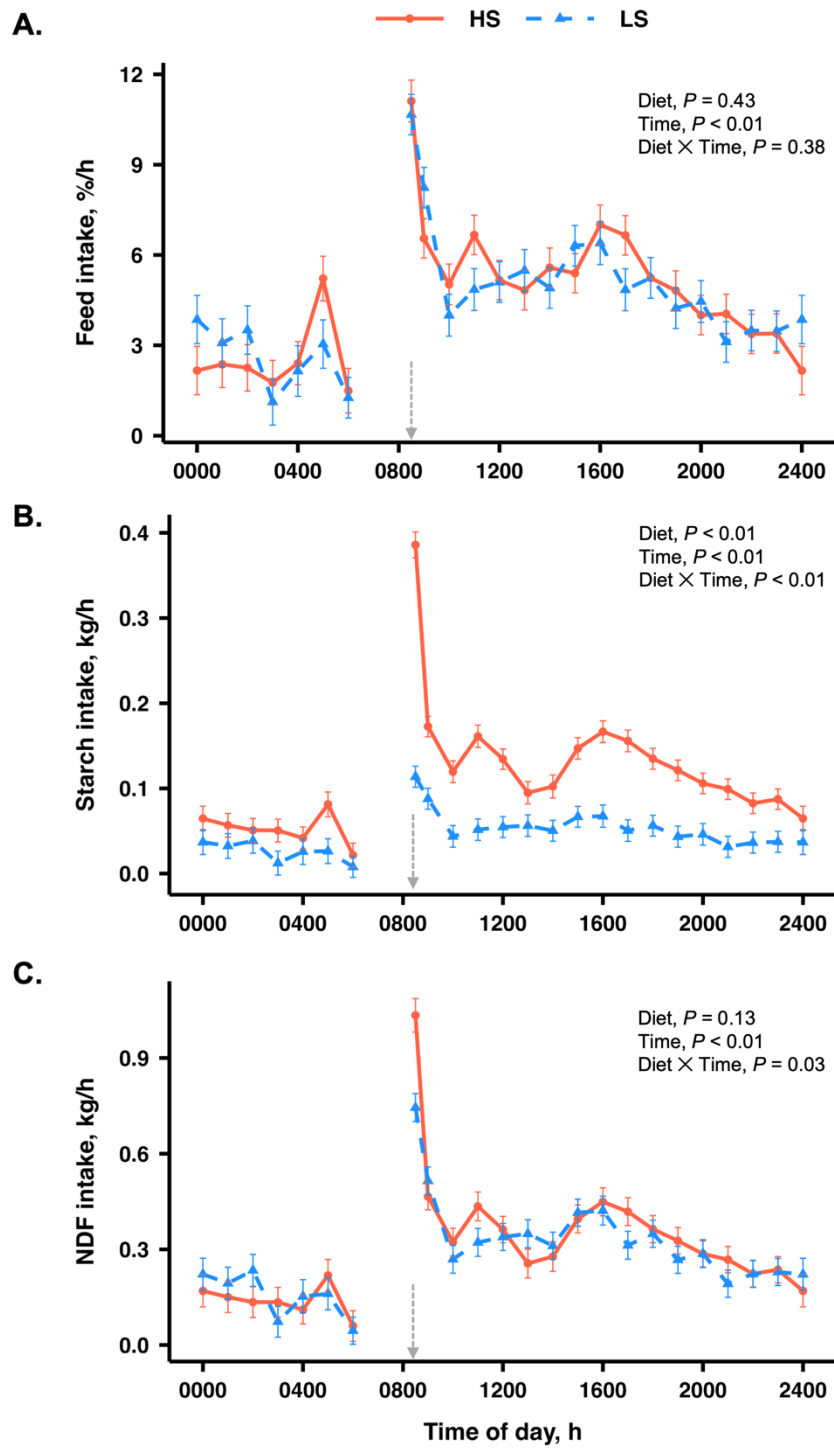 A.
HS LS
12
9
6
3
0
Feed intake, %/h
Diet, P = 0.43
Time, P < 0.01
Diet × Time, P = 0.38
0000 0400 0800 1200 1600 2000 2400
B.
0.4
0.3
0.2
0.1
0.0
Starch intake, kg/h
Diet, P < 0.01
Time, P < 0.01
Diet × Time, P < 0.01
0000 0400 0800 1200 1600 2000 2400
C.
0.9
0.6
0.3
0.0
NDF intake, kg/h
Diet, P = 0.13
Time, P < 0.01
Diet × Time, P = 0.03
0000 0400 0800 1200 1600 2000 2400
Time of day, h